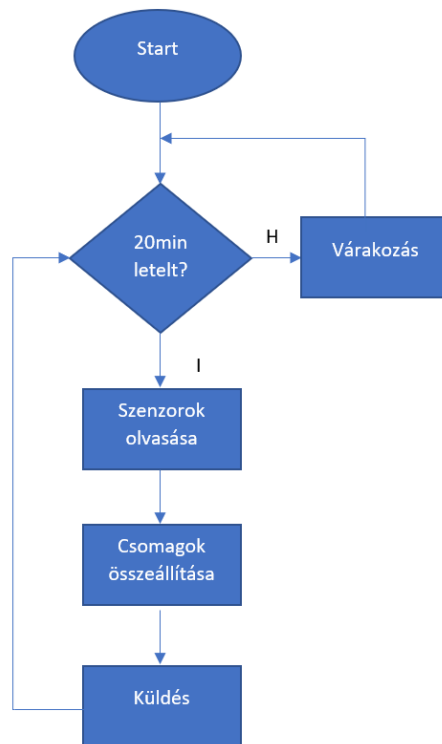 Start
20min
letelt?
H
Várakozás
I
Szenzorok
olvasása
Csomagok
összeállítása
Küldés